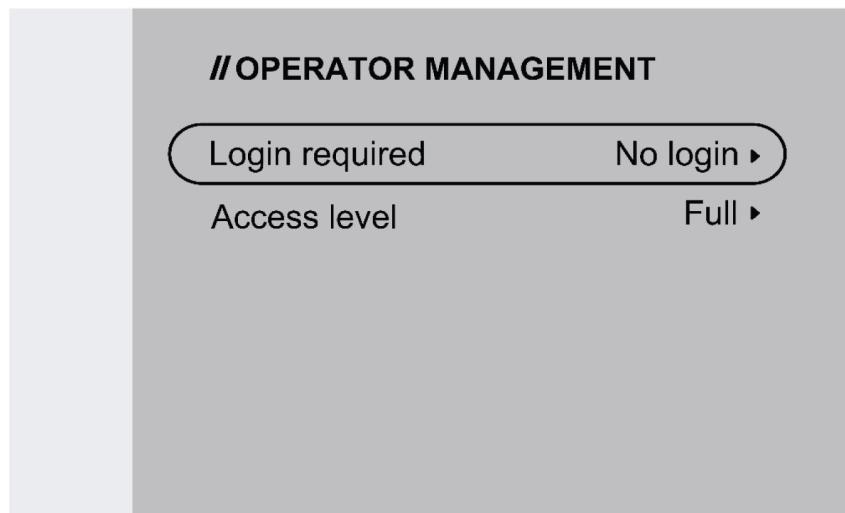 // OPERATOR MANAGEMENT
Login required No login ▸
Access level Full ▸